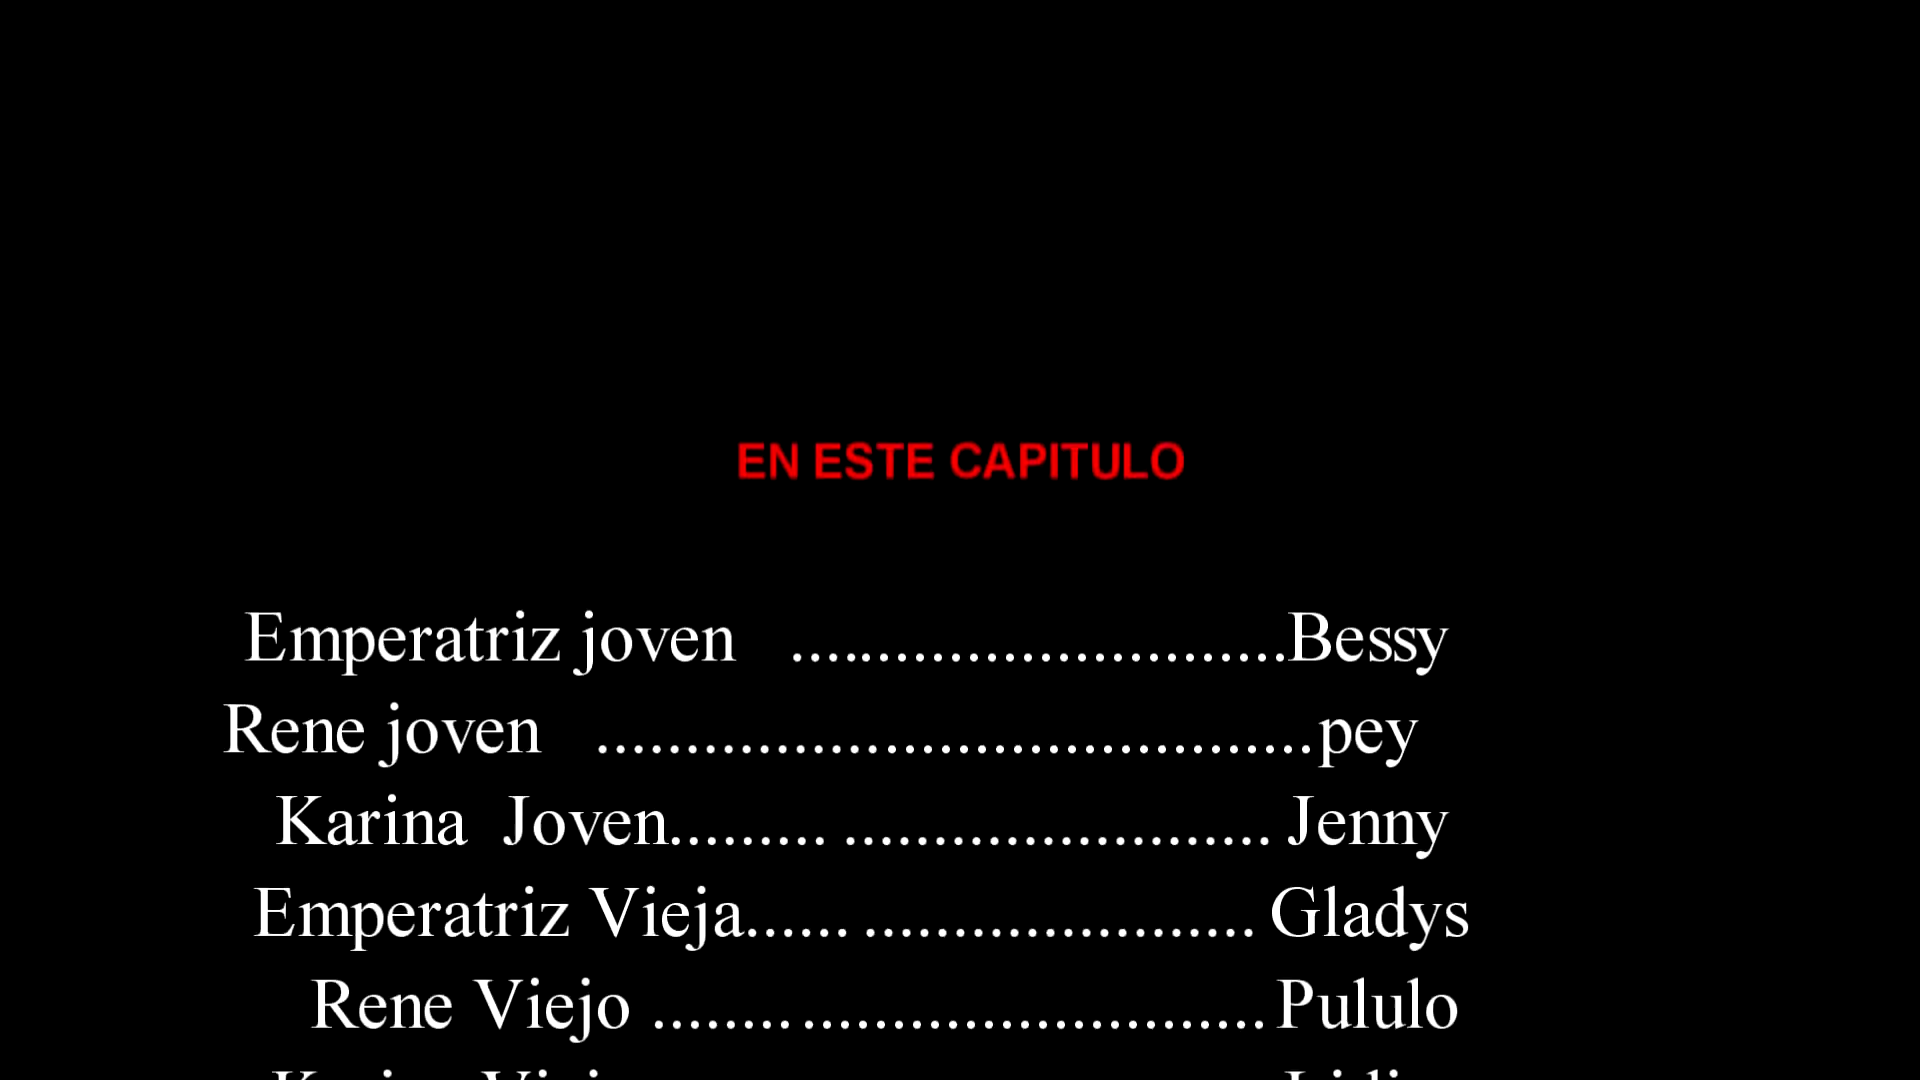 EN ESTE CAPITULO
Emperatriz joven ...........................Bessy
Rene joven ........................................pey
Karina Joven......... ........................ Jenny
Emperatriz Vieja...... ...................... Gladys
Rene Viejo ........ .......................... Pululo